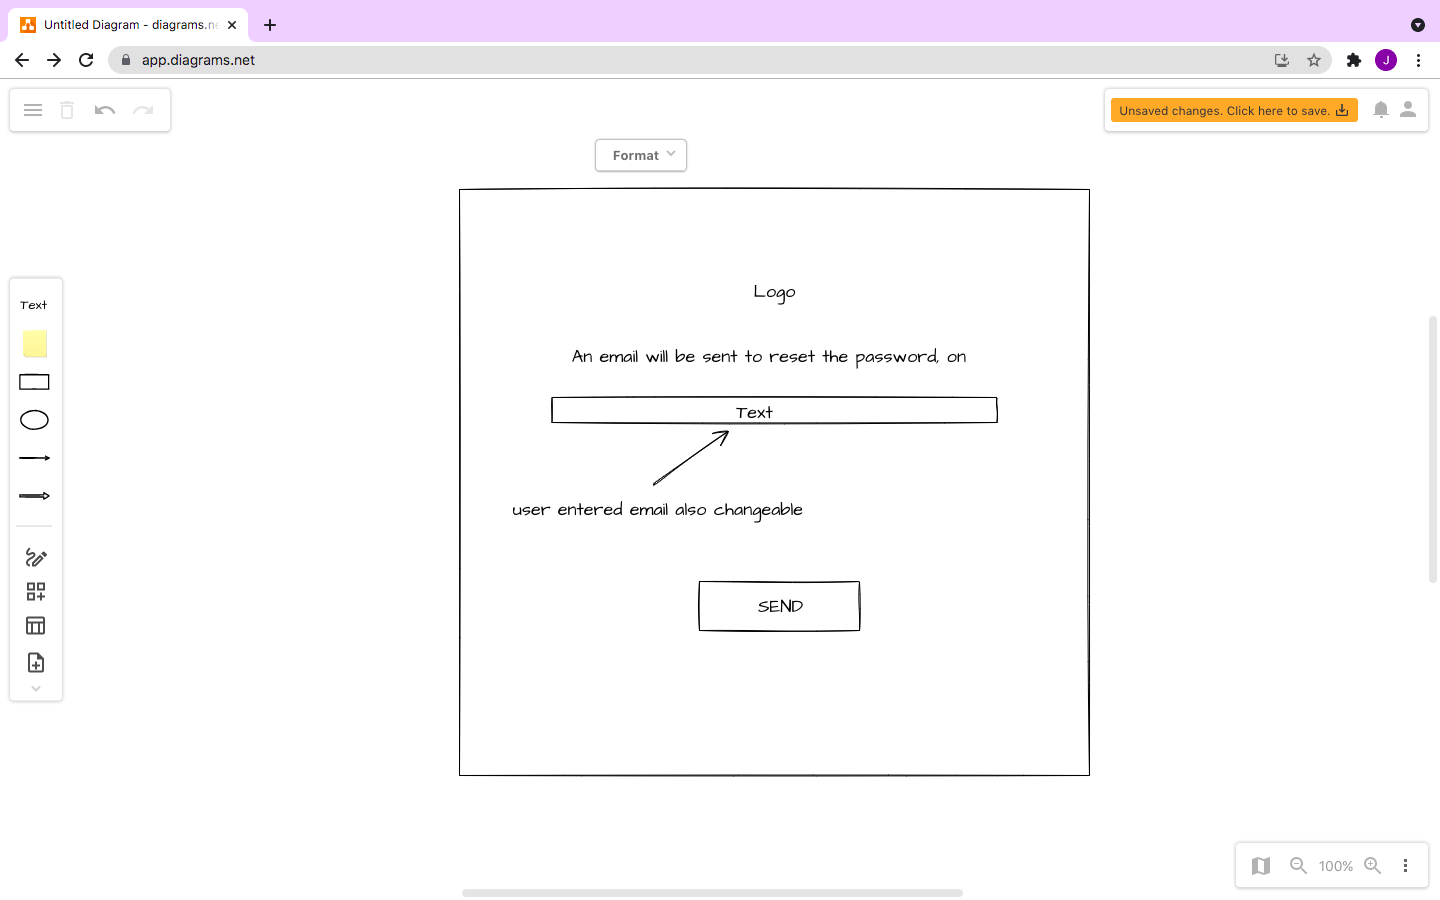 Untitled Diagram - diagrams.ne
app.diagrams.net
J
Unsaved changes. Click here to save.
Format
Logo
Text
An email will be sent to reset the password, on
Text
user entered email also changeable
SEND
100%